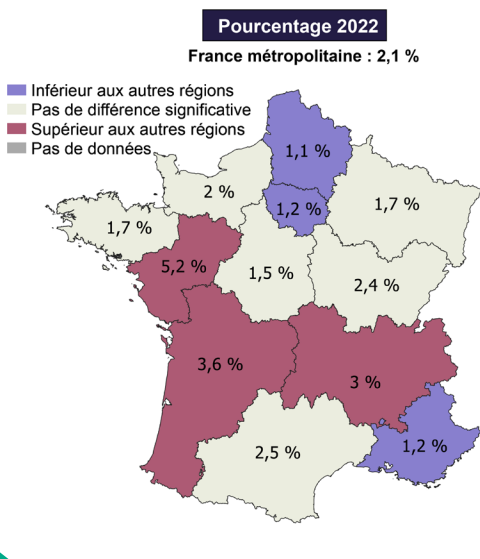 Pourcentage 2022
France métropolitaine : 2,1 %
Inférieur aux autres régions
Pas de différence significative
Supérieur aux autres régions
Pas de données
1,1 %
2 %
1,2 %
1,7 %
1,7 %
5,2 %
1,5 %
2,4 %
3,6 %
3 %
2,5 %
1,2 %